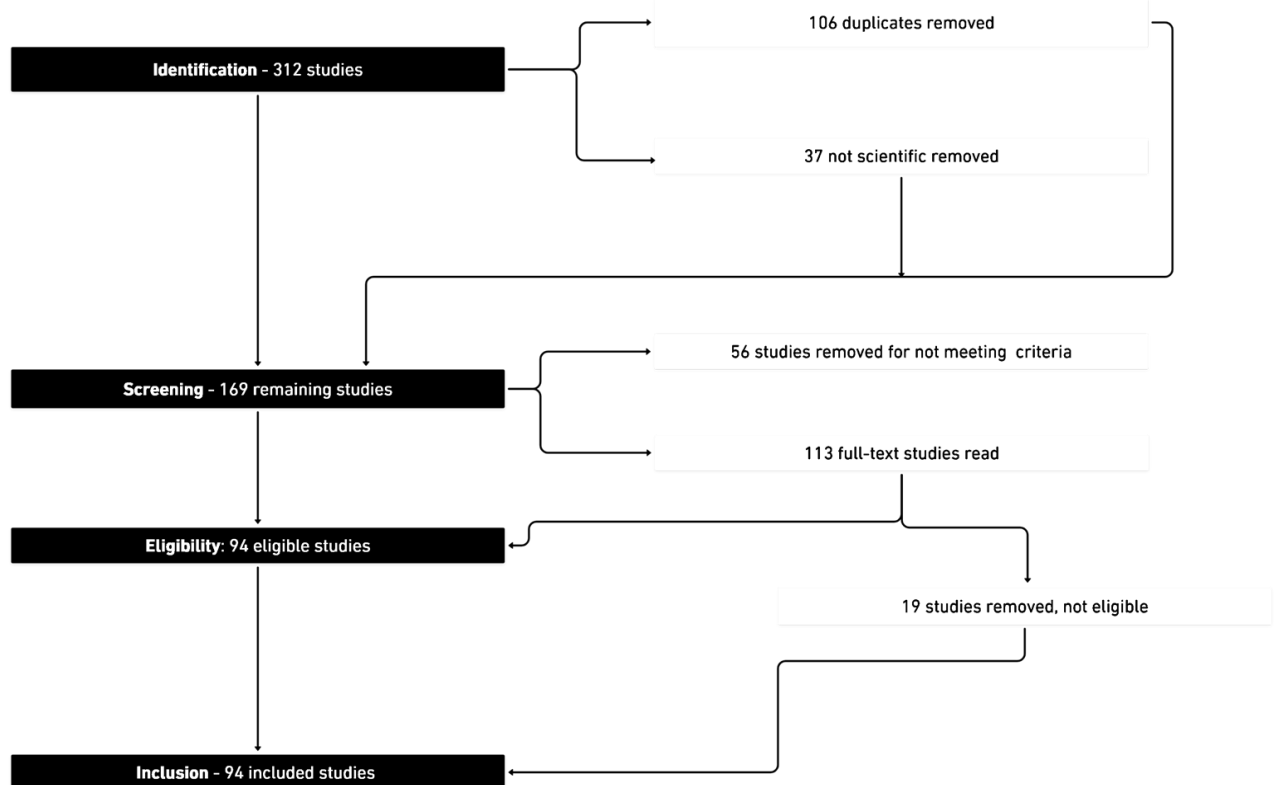 106 duplicates removed
Identification - 312 studies
37 not scientific removed
56 studies removed for not meeting criteria
Screening - 169 remaining studies
113 full-text studies read
Eligibility: 94 eligible studies
19 studies removed, not eligible
Inclusion - 94 included studies